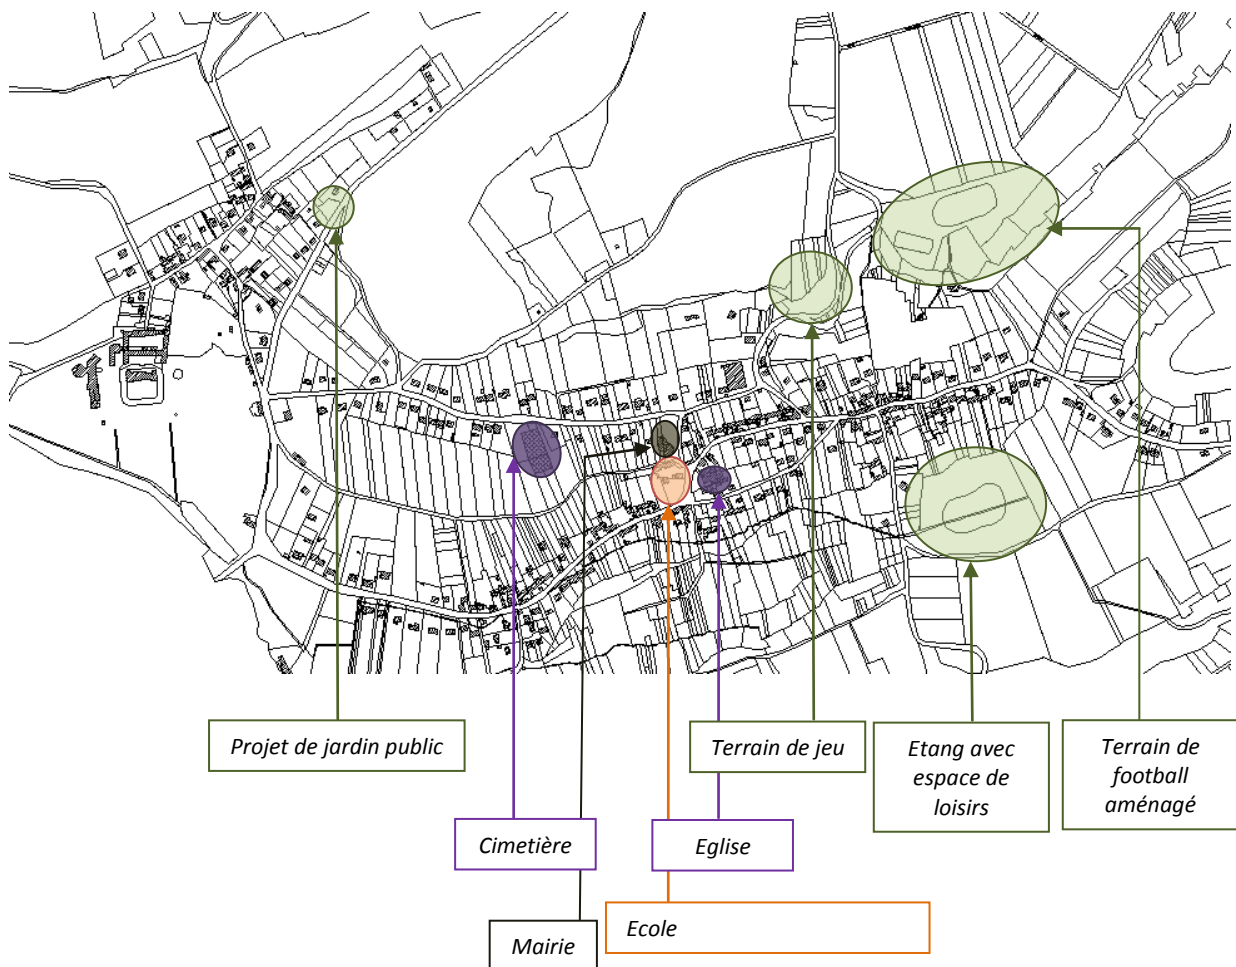 Projet de jardin public
Terrain de jeu
Etang avec
espace de
loisirs
Terrain de
football
aménagé
Cimetière
Eglise
Mairie
Ecole